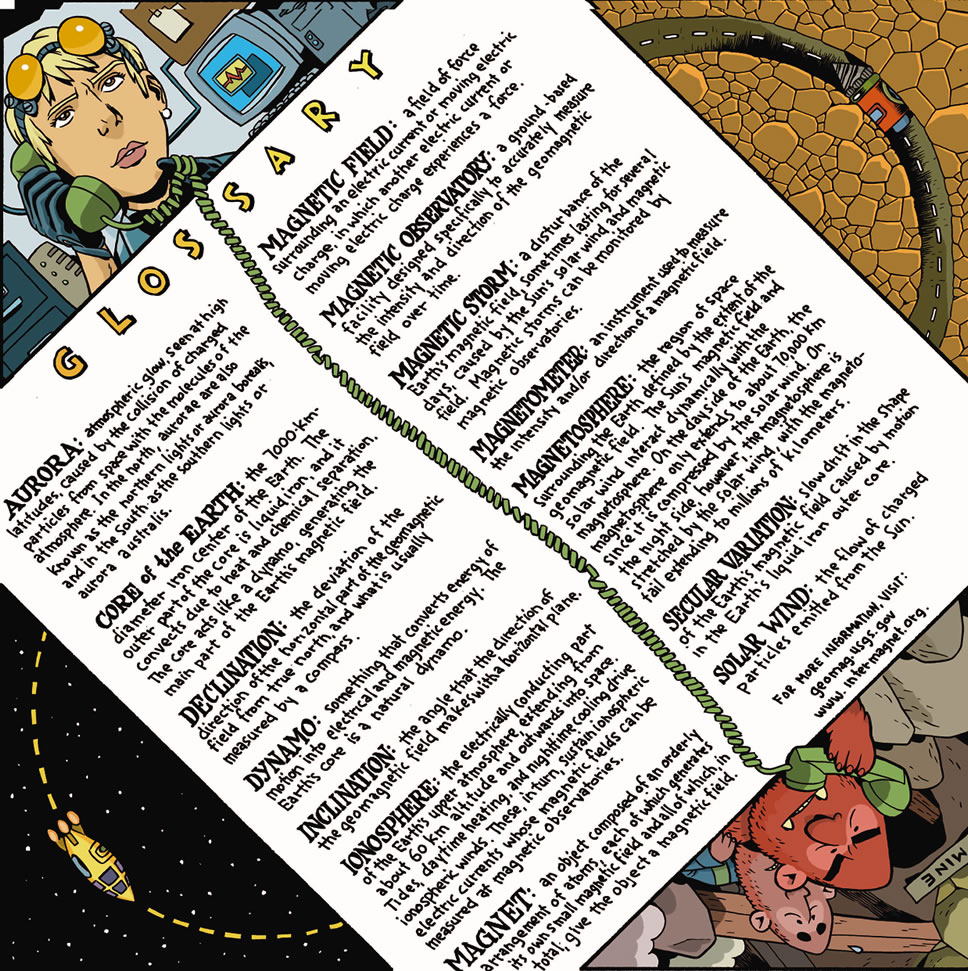 GLOSSARY
AURORA: atmospheric glow, seen at high
latitudes, caused by the collision of charged
particles from space with the molecules of the
atmosphere. In the north, aurorae are also
known as the northern lights or aurora borealis,
and in the South as the southern lights or
aurora australis.
CORE of the EARTH: the 7000 km-
diameter iron center of the Earth. The
outer part of the core is liquid iron, and it
convects due to heat and chemical separation.
The core acts like a dynamo, generating the
main part of the Earth's magnetic field.
DECLINATION: the deviation of the
direction of the horizontal part of the geomagnetic
field from true north, and what is usually
measured by a compass.
DYNAMO: something that converts energy of
motion into electrical and magnetic energy. The
Earth's core is a natural dynamo.
INCLINATION: the angle that the direction of
the geomagnetic field makes with a horizontal plane.
IONOSPHERE: the electrically conducting part
of the Earth's upper atmosphere, extending from
about 60 km altitude and outwards into space.
Tides, daytime heating, and nighttime cooling drive
ionospheric winds. These, in turn, sustain ionospheric
electric currents whose magnetic fields can be
measured at magnetic observatories.
MAGNET: an object composed of an orderly
arrangement of atoms, each of which generates
its own small magnetic field and all of which, in
total, give the object a magnetic field.
MAGNETIC FIELD: a field of force
surrounding an electric current or moving electric
charge, in which another electric current or
moving electric charge experiences a force.
MAGNETIC OBSERVATORY: a ground-based
facility designed specifically to accurately measure
the intensity and direction of the geomagnetic
field over time.
MAGNETIC STORM: a disturbance of the
Earth's magnetic field, sometimes lasting for several
days, caused by the Sun's solar wind and magnetic
field. Magnetic storms can be monitored by
magnetic observatories.
MAGNETOMETER: an instrument used to measure
the intensity and/or direction of a magnetic field.
MAGNETOSPHERE: the region of space
surrounding the Earth defined by the extent of the
geomagnetic field. The Sun's magnetic field and
solar wind interact dynamically with the
magnetosphere. On the dayside of the Earth, the
magnetosphere only extends to about 70,000 km
since it is compressed by the solar wind. On
the night side, however, the magnetosphere is
stretched by the solar wind, with the magneto-
tail extending to millions of kilometers.
SECULAR VARIATION: slow drift in the shape
of the Earth's magnetic field caused by motion
in the Earth's liquid iron outer core.
SOLAR WIND: the flow of charged
particles emitted from the Sun.
FOR MORE INFORMATION, VISIT:
geomag.usgs.gov
www.intermagnet.org.
MINE